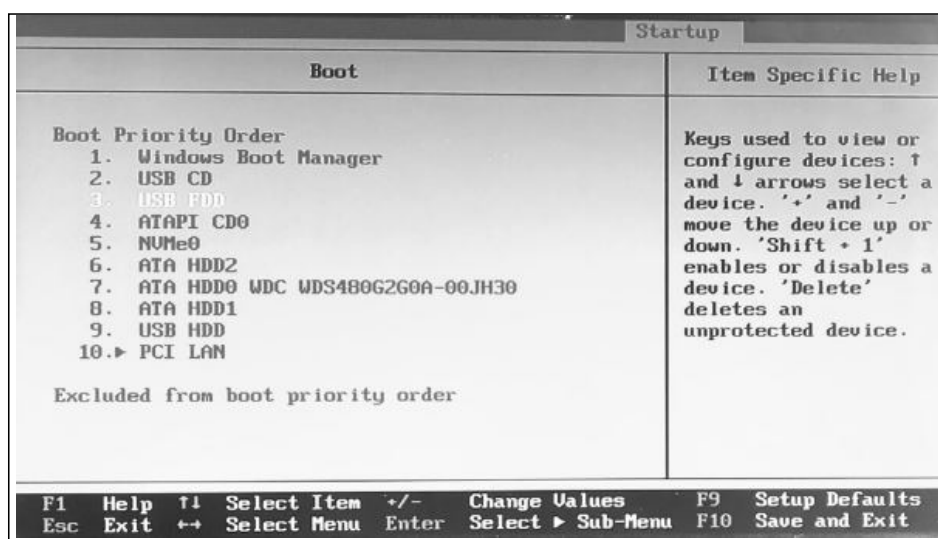 Startup
Boot
Item Specific Help
Boot Priority Order
1. Windows Boot Manager
2. USB CD
3. USB FDD
4. ATAPI CD0
5. NVMe0
6. ATA HDD2
7. ATA HDD0 WDC WDS480G2G0A-00JH30
8. ATA HDD1
9. USB HDD
10.▶ PCI LAN
Excluded from boot priority order
Keys used to view or
configure devices: ↑
and ↓ arrows select a
device. '+' and '-'
move the device up or
down. 'Shift + 1'
enables or disables a
device. 'Delete'
deletes an
unprotected device.
F1 Help ↑↓ Select Item +/- Change Values F9 Setup Defaults
Esc Exit ←→ Select Menu Enter Select ▶ Sub-Menu F10 Save and Exit